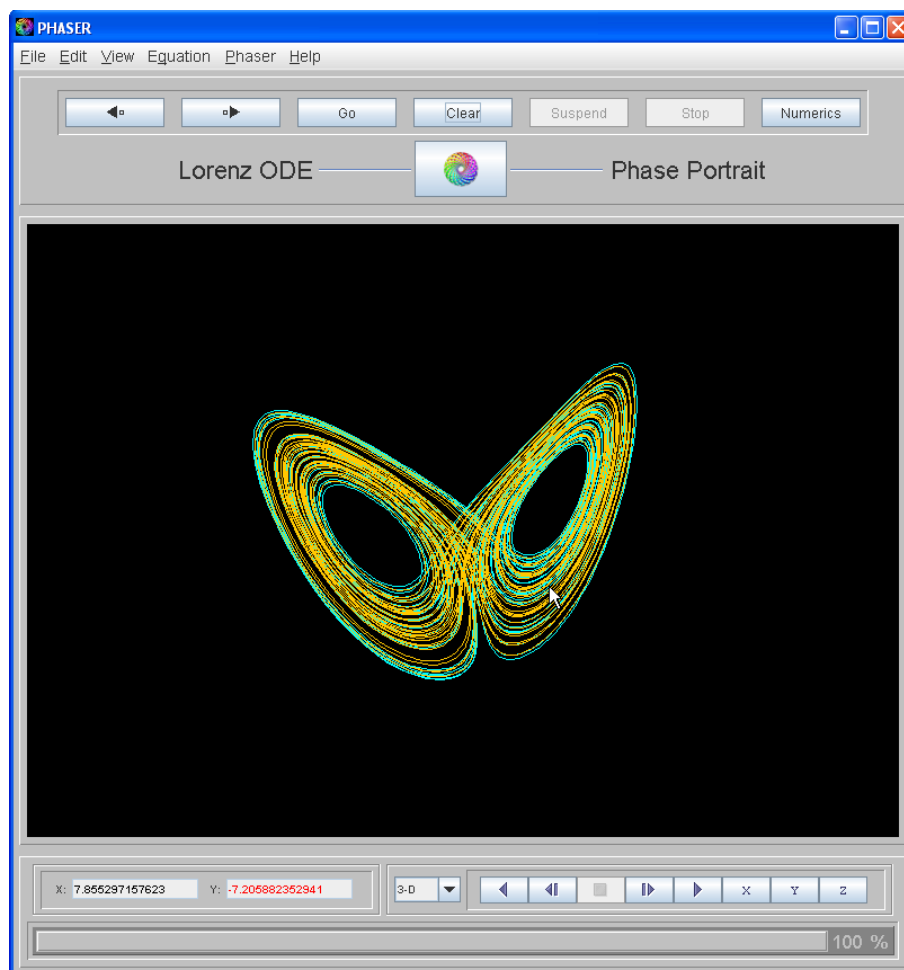 PHASER
File Edit View Equation Phaser Help
Go Clear Suspend Stop Numerics
Lorenz ODE Phase Portrait
X: 7.855297157623 Y: -7.205882352941 3-D X Y Z
100 %